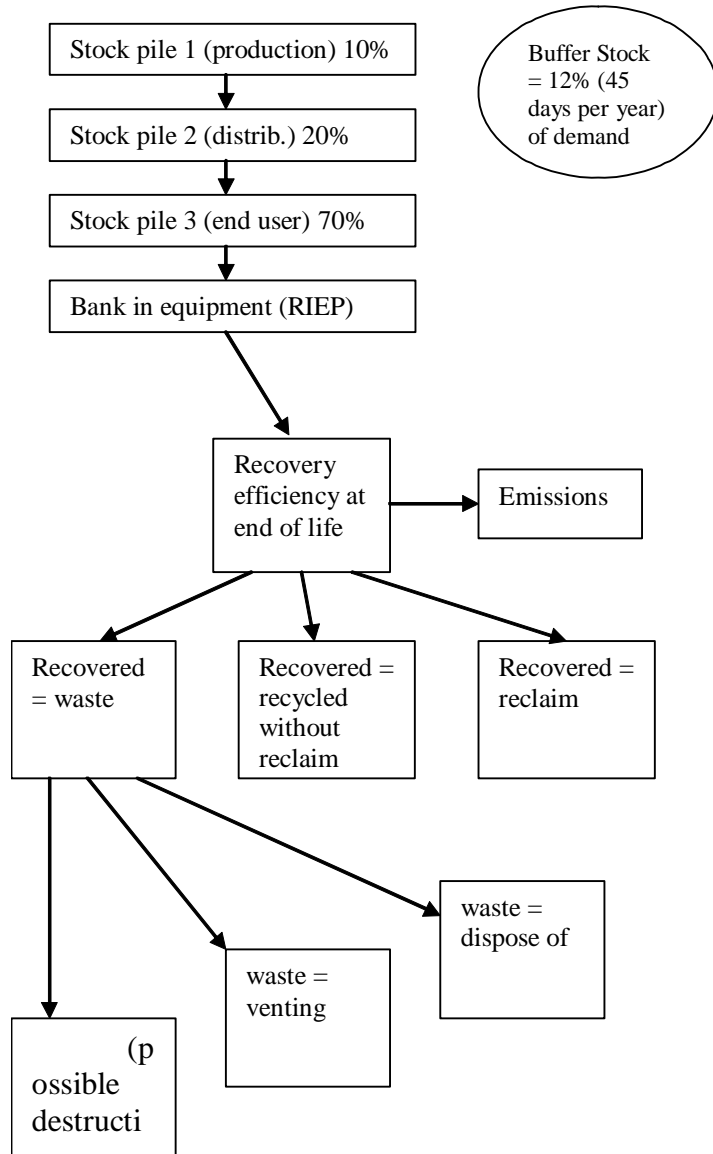 Stock pile 1 (production) 10%
Buffer Stock
= 12% (45
days per year)
of demand
Stock pile 2 (distrib.) 20%
Stock pile 3 (end user) 70%
Bank in equipment (RIEP)
Recovery
efficiency at
end of life
Emissions
Recovered
= waste
Recovered =
recycled
without
reclaim
Recovered =
reclaim
waste =
dispose of
waste =
venting
(p
ossible
destructi